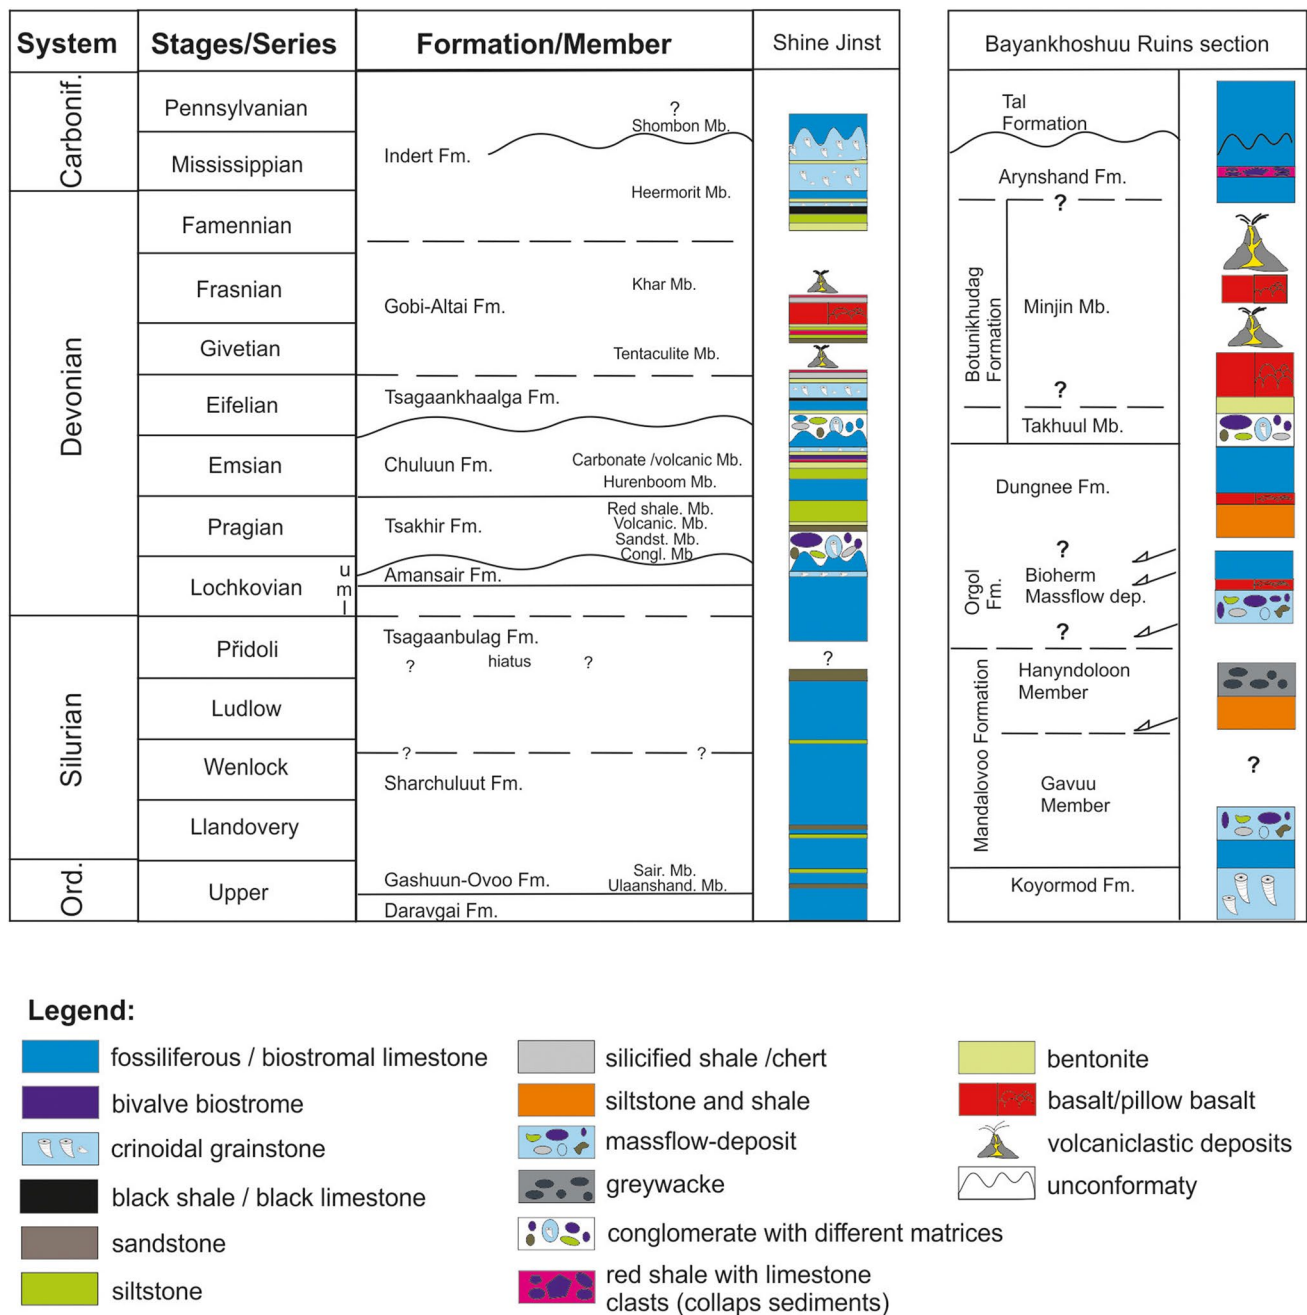 System
Stages/Series
Formation/Member
Shine Jinst
Bayankhoshuu Ruins section
Carbonif.
Devonian
Silurian
Ord.
Pennsylvanian
Mississippian
Famennian
Frasnian
Givetian
Eifelian
Emsian
Pragian
Lochkovian
u
m
l
Přidoli
Ludlow
Wenlock
Llandovery
Upper
?
Shombon Mb.
Indert Fm.
Heermorit Mb.
Khar Mb.
Gobi-Altai Fm.
Tentaculite Mb.
Tsagaankhaalga Fm.
Chuluun Fm.
Carbonate /volcanic Mb.
Hurenboom Mb.
Tsakhir Fm.
Red shale. Mb.
Volcanic. Mb.
Sandst. Mb.
Congl. Mb
Amansair Fm.
Tsagaanbulag Fm.
? hiatus ?
? ?
Sharchuluut Fm.
Gashuun-Ovoo Fm.
Sair. Mb.
Ulaanshand. Mb.
Daravgai Fm.
?
Tal
Formation
Arynshand Fm.
?
Botunikhudag
Formation
Minjin Mb.
?
Takhuul Mb.
Dungnee Fm.
?
Orgol
Fm.
Bioherm
Massflow dep.
?
Mandalovoo Formation
Hanyndoloon
Member
Gavuu
Member
?
Koyormod Fm.
Legend:
fossiliferous / biostromal limestone
bivalve biostrome
crinoidal grainstone
black shale / black limestone
sandstone
siltstone
silicified shale /chert
siltstone and shale
massflow-deposit
greywacke
conglomerate with different matrices
red shale with limestone
clasts (collaps sediments)
bentonite
basalt/pillow basalt
volcaniclastic deposits
unconformaty